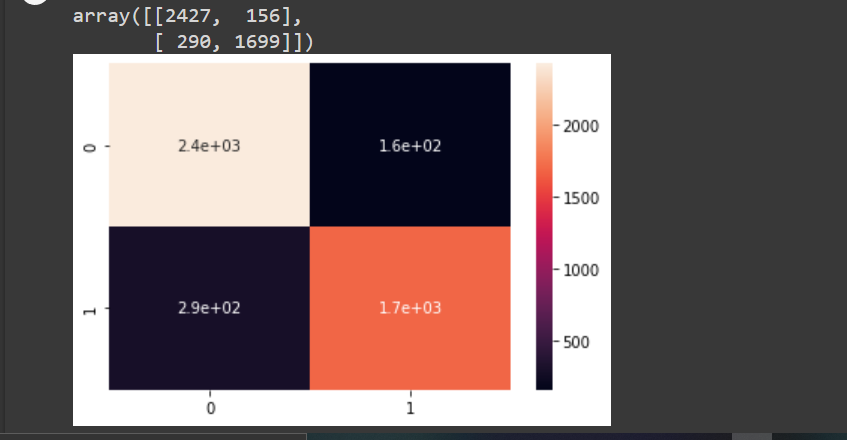 array([[2427,  156],
       [ 290, 1699]])
0
2.4e+03
1.6e+02
2000
1500
1
2.9e+02
1.7e+03
1000
500
0
1